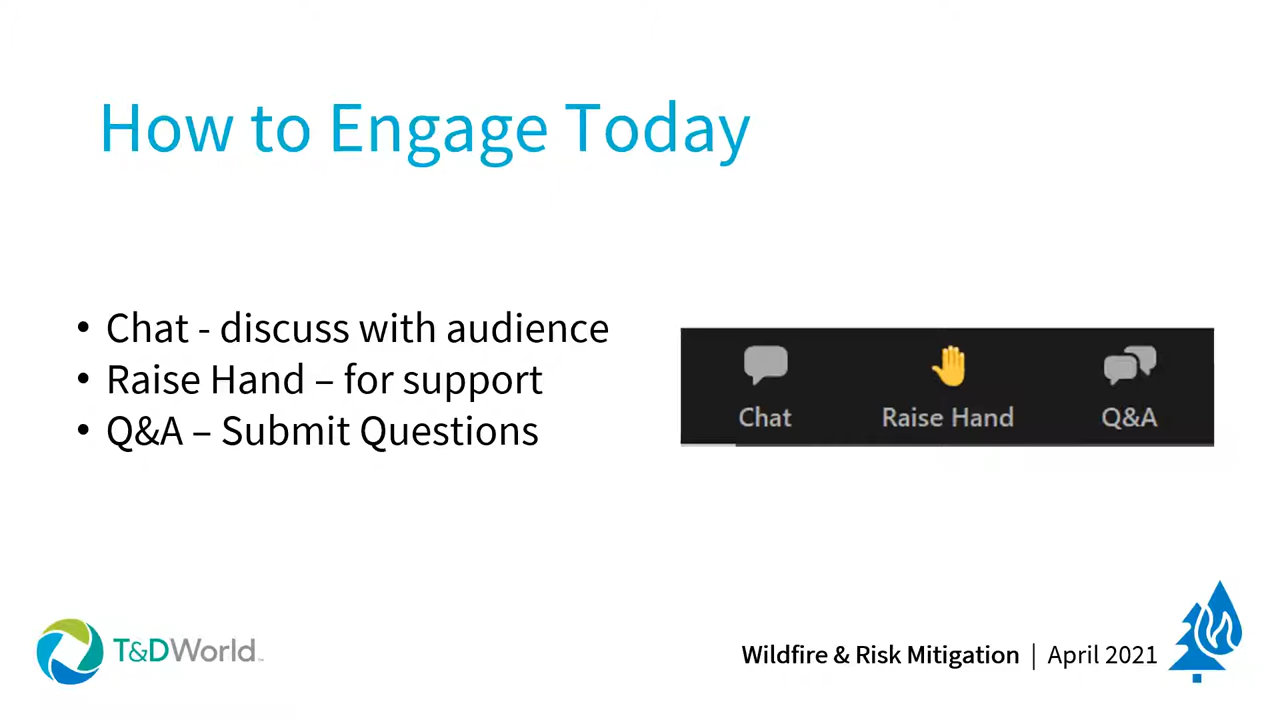 How to Engage Today
• Chat - discuss with audience
• Raise Hand – for support
• Q&A – Submit Questions
Chat
Raise Hand
Q&A
T&DWorld™
Wildfire & Risk Mitigation | April 2021